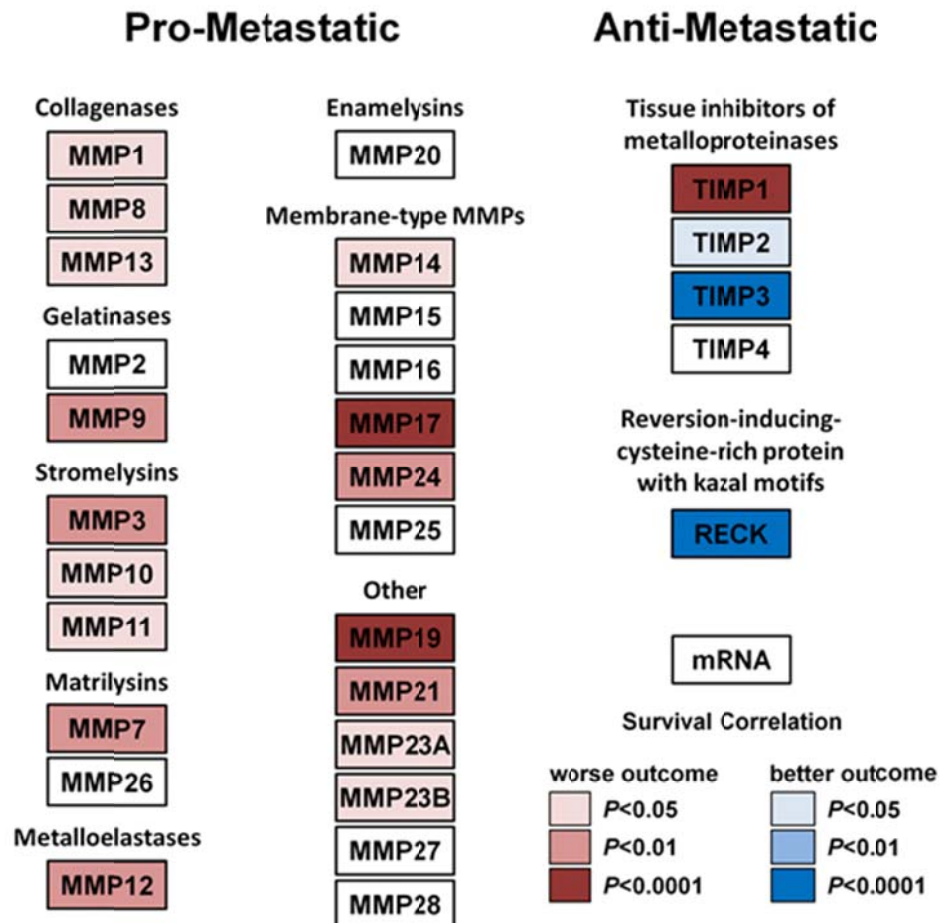 Pro-Metastatic
Collagenases
MMP1
MMP8
MMP13
Gelatinases
MMP2
MMP9
Stromelysins
MMP3
MMP10
MMP11
Matrilysins
MMP7
MMP26
Metalloelastases
MMP12
Enamelysins
MMP20
Membrane-type MMPs
MMP14
MMP15
MMP16
MMP17
MMP24
MMP25
Other
MMP19
MMP21
MMP23A
MMP23B
MMP27
MMP28
Anti-Metastatic
Tissue inhibitors of
metalloproteinases
TIMP1
TIMP2
TIMP3
TIMP4
Reversion-inducing-
cysteine-rich protein
with kazal motifs
RECK
mRNA
Survival Correlation
worse outcome
P<0.05
P<0.01
P<0.0001
better outcome
P<0.05
P<0.01
P<0.0001